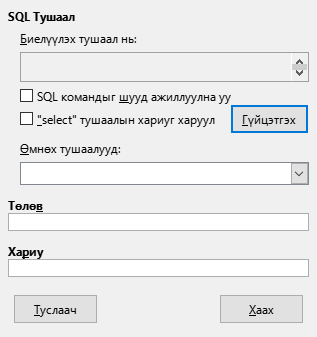 SQL Тушаал
Биелүүлэх тушаал нь:
SQL командыг шууд ажиллуулна уу
"select" тушаалын хариуг харуул
Гүйцэтгэх
Өмнөх тушаалууд:
Төлөв
Хариу
Туслаач
Хаах